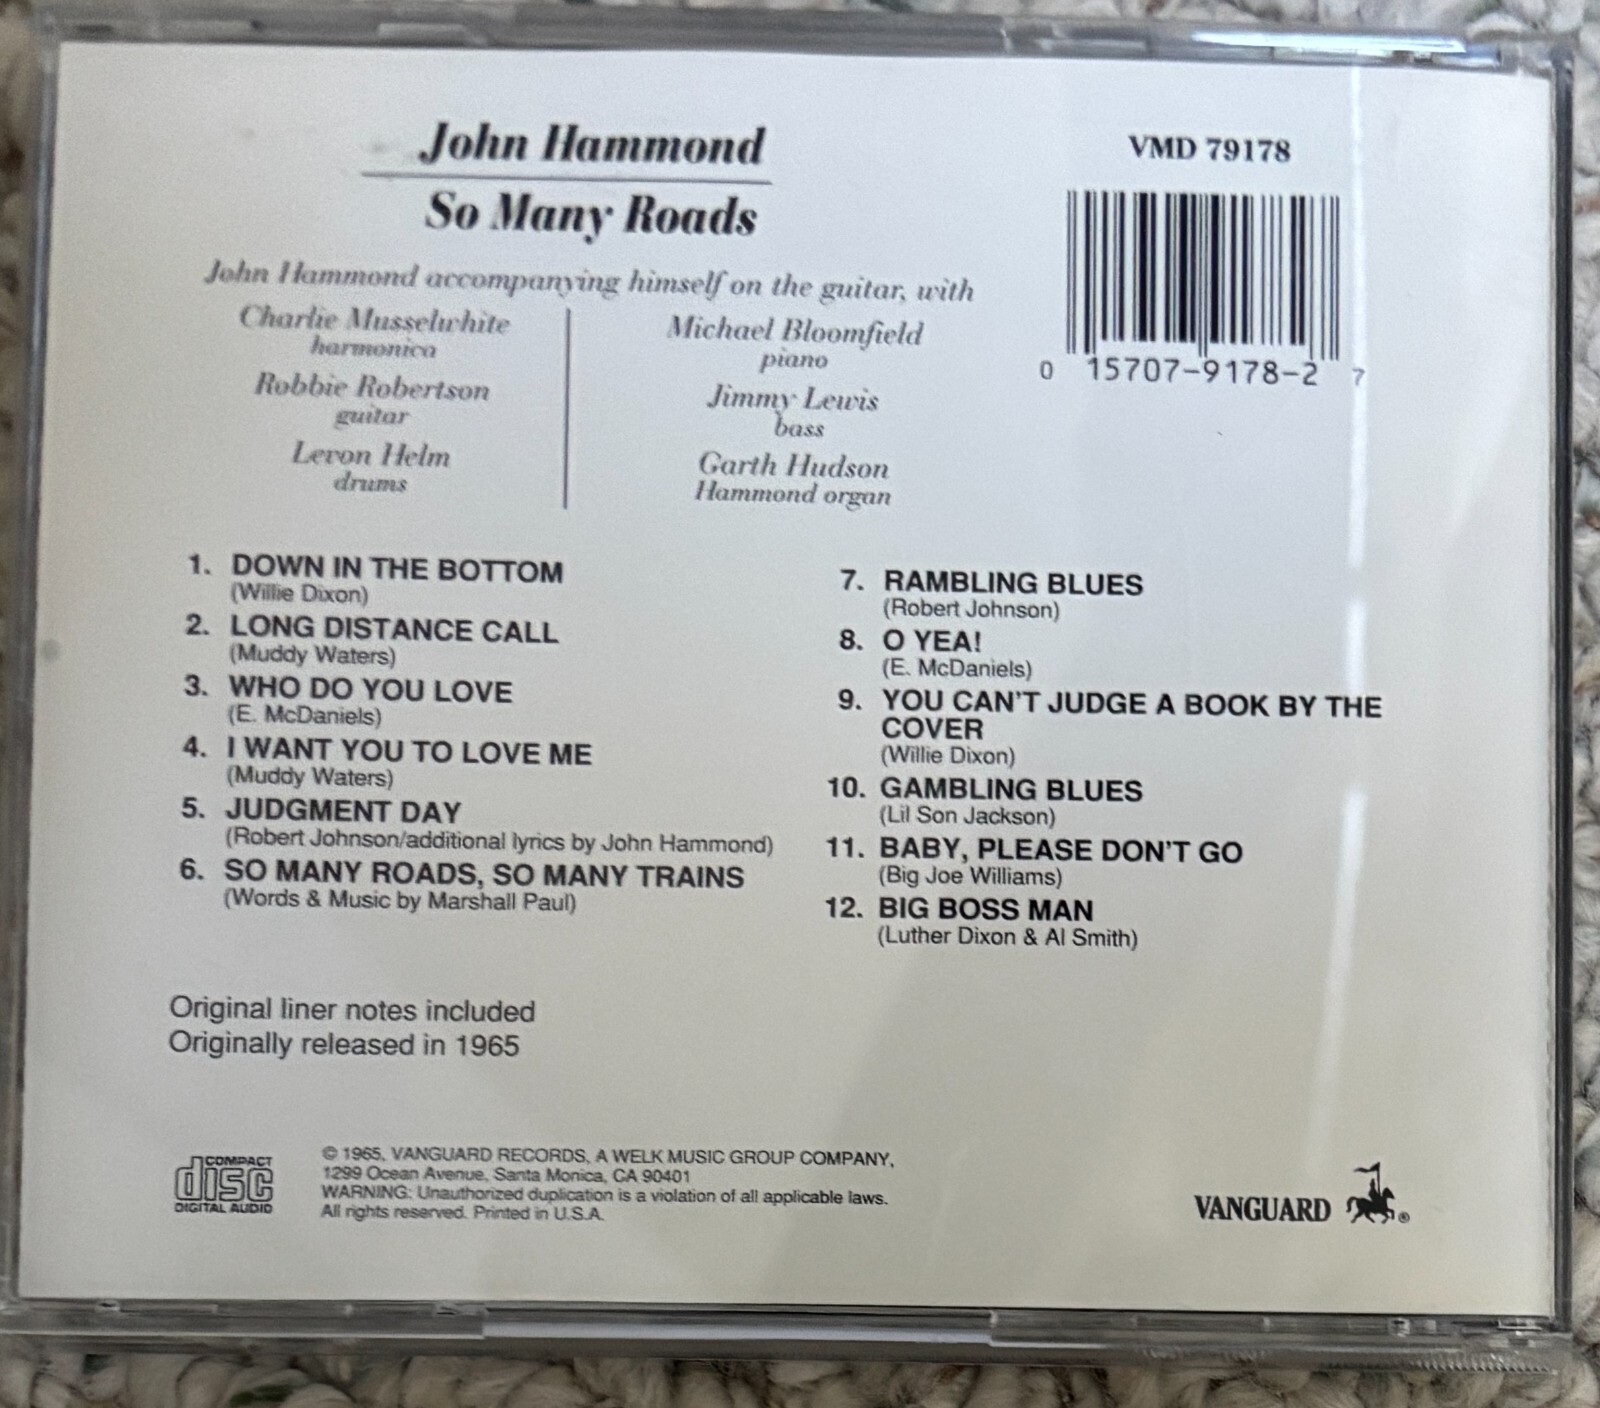 John Hammond
So Many Roads
VMD 79178
0 15707-9178-2 7
John Hammond accompanying himself on the guitar, with
Charlie Musselwhite
harmonica
Robbie Robertson
guitar
Levon Helm
drums
Michael Bloomfield
piano
Jimmy Lewis
bass
Garth Hudson
Hammond organ
1. DOWN IN THE BOTTOM
(Willie Dixon)
2. LONG DISTANCE CALL
(Muddy Waters)
3. WHO DO YOU LOVE
(E. McDaniels)
4. I WANT YOU TO LOVE ME
(Muddy Waters)
5. JUDGMENT DAY
(Robert Johnson/additional lyrics by John Hammond)
6. SO MANY ROADS, SO MANY TRAINS
(Words & Music by Marshall Paul)
7. RAMBLING BLUES
(Robert Johnson)
8. O YEA!
(E. McDaniels)
9. YOU CAN'T JUDGE A BOOK BY THE
COVER
(Willie Dixon)
10. GAMBLING BLUES
(Lil Son Jackson)
11. BABY, PLEASE DON'T GO
(Big Joe Williams)
12. BIG BOSS MAN
(Luther Dixon & Al Smith)
Original liner notes included
Originally released in 1965
COMPACT
disc
DIGITAL AUDIO
© 1965, VANGUARD RECORDS, A WELK MUSIC GROUP COMPANY,
1299 Ocean Avenue, Santa Monica, CA 90401
WARNING: Unauthorized duplication is a violation of all applicable laws.
All rights reserved. Printed in U.S.A.
VANGUARD ®